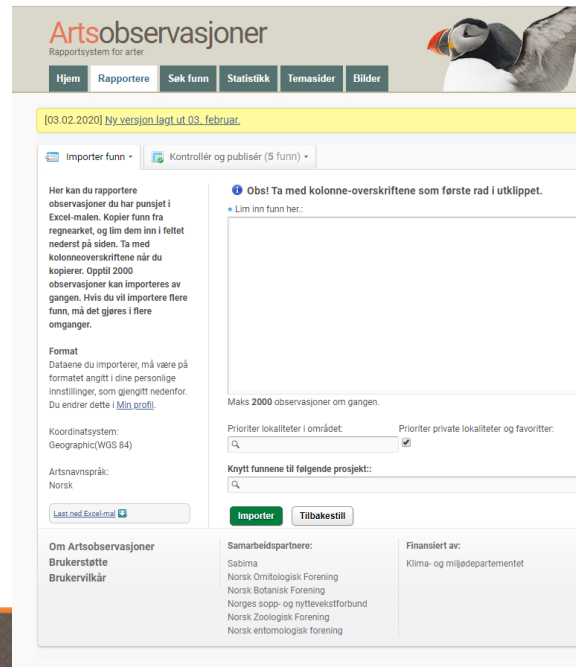 Artsobservasjoner
Rapportsystem for arter
Hjem Rapportere Søk funn Statistikk Temasider Bilder
[03.02.2020] Ny versjon lagt ut 03. februar.
Importer funn Kontrollér og publisér (5 funn)
Her kan du rapportere
observasjoner du har punsjet i
Excel-malen. Kopier funn fra
regnearket, og lim dem inn i feltet
nederst på siden. Ta med
kolonneoverskriftene når du
kopierer. Opptil 2000
observasjoner kan importeres av
gangen. Hvis du vil importere flere
funn, må det gjøres i flere
omganger.
Format
Dataene du importerer, må være på
formatet angitt i dine personlige
innstillinger, som gjengitt nedenfor.
Du endrer dette i Min profil.
Koordinatsystem:
Geographic(WGS 84)
Artsnavnspråk:
Norsk
Last ned Excel-mal
Obs! Ta med kolonne-overskriftene som første rad i utklippet.
Lim inn funn her.:
Maks 2000 observasjoner om gangen.
Prioriter lokaliteter i området: Prioriter private lokaliteter og favoritter:
Knytt funnene til følgende prosjekt::
Importer Tilbakestill
Om Artsobservasjoner
Brukerstøtte
Brukervilkår
Samarbeidspartnere:
Sabima
Norsk Ornitologisk Forening
Norsk Botanisk Forening
Norges sopp- og nyttevekstforbund
Norsk Zoologisk Forening
Norsk entomologisk forening
Finansiert av:
Klima- og miljødepartementet